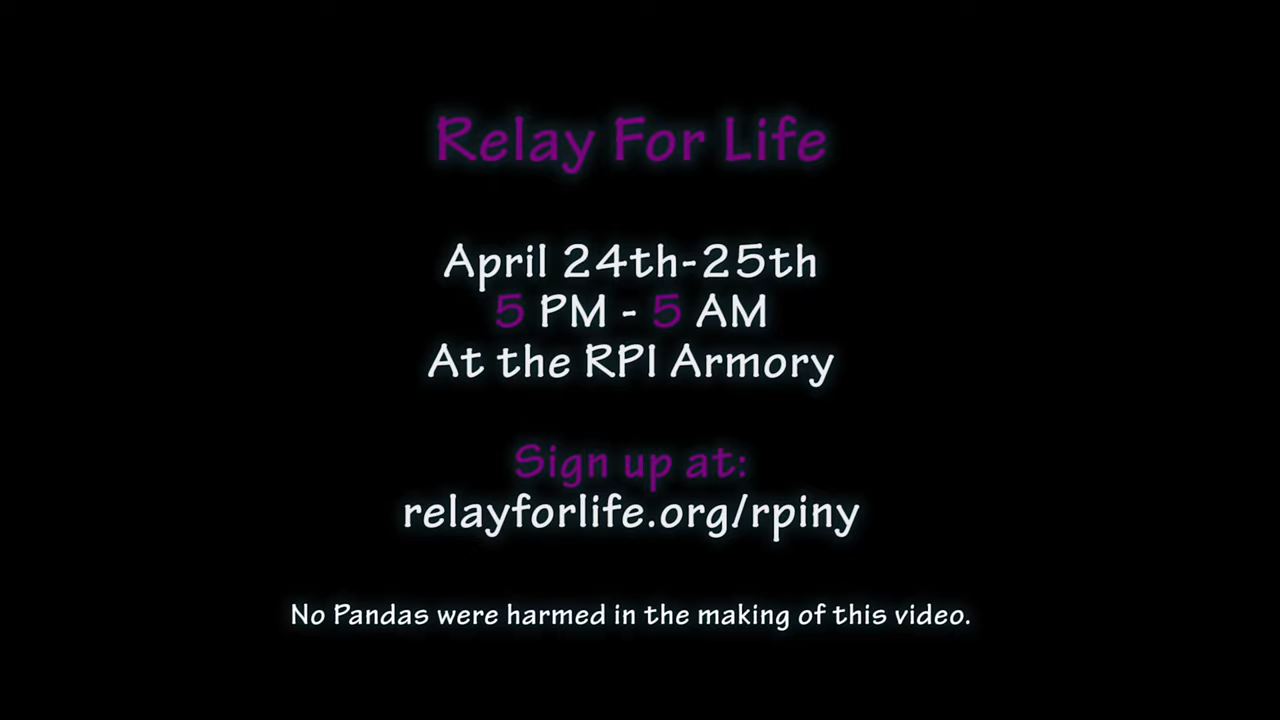 Relay For Life
April 24th-25th
5 PM - 5 AM
At the RPI Armory
Sign up at:
relayforlife.org/rpiny
No Pandas were harmed in the making of this video.